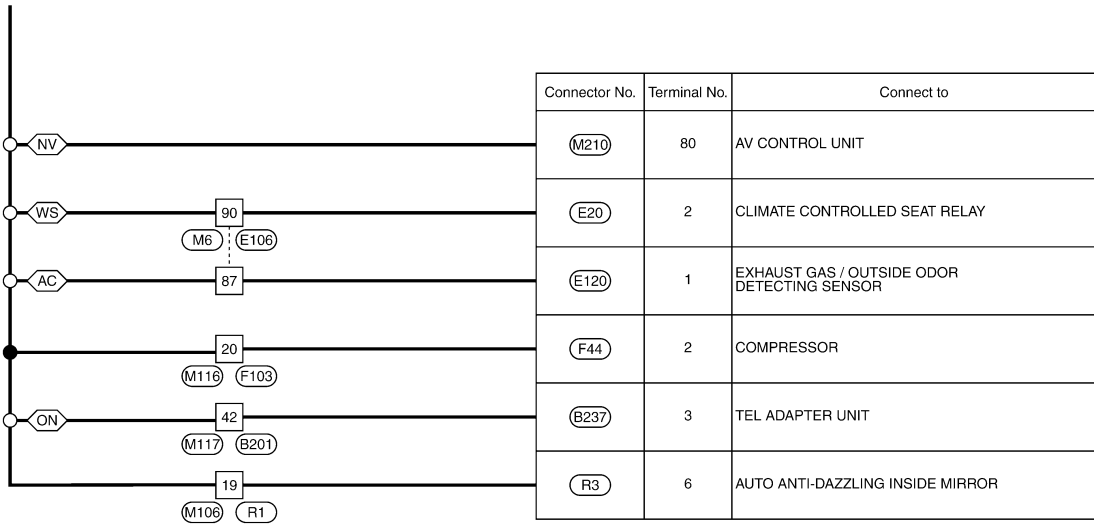 Connector No. Terminal No. Connect to
NV M210 80 AV CONTROL UNIT
WS 90 E20 2 CLIMATE CONTROLLED SEAT RELAY
M6 E106
AC 87 E120 1 EXHAUST GAS / OUTSIDE ODOR
DETECTING SENSOR
20 F44 2 COMPRESSOR
M116 F103
ON 42 B237 3 TEL ADAPTER UNIT
M117 B201
19 R3 6 AUTO ANTI-DAZZLING INSIDE MIRROR
M106 R1